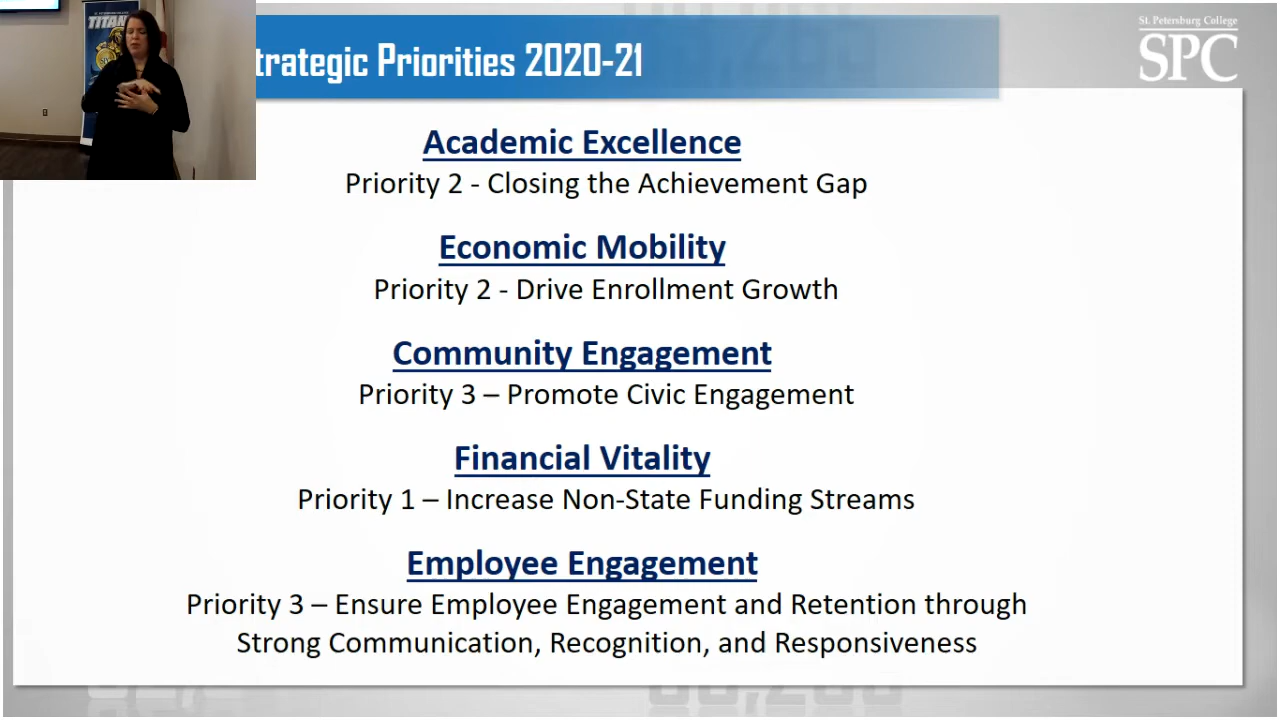 TITAN
trategic Priorities 2020-21
St. Petersburg College
SPC
Academic Excellence
Priority 2 - Closing the Achievement Gap
Economic Mobility
Priority 2 - Drive Enrollment Growth
Community Engagement
Priority 3 – Promote Civic Engagement
Financial Vitality
Priority 1 – Increase Non-State Funding Streams
Employee Engagement
Priority 3 – Ensure Employee Engagement and Retention through
Strong Communication, Recognition, and Responsiveness